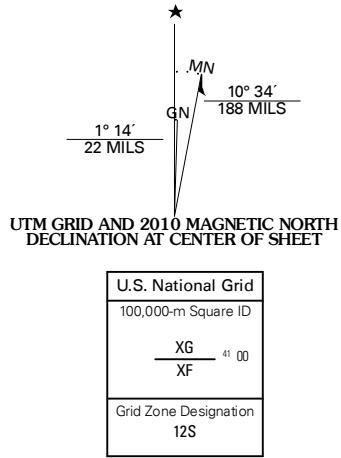 MN
GN
10° 34´
188 MILS
1° 14´
22 MILS
UTM GRID AND 2010 MAGNETIC NORTH
DECLINATION AT CENTER OF SHEET
U.S. National Grid
100,000-m Square ID
XG
41 00
XF
Grid Zone Designation
12S